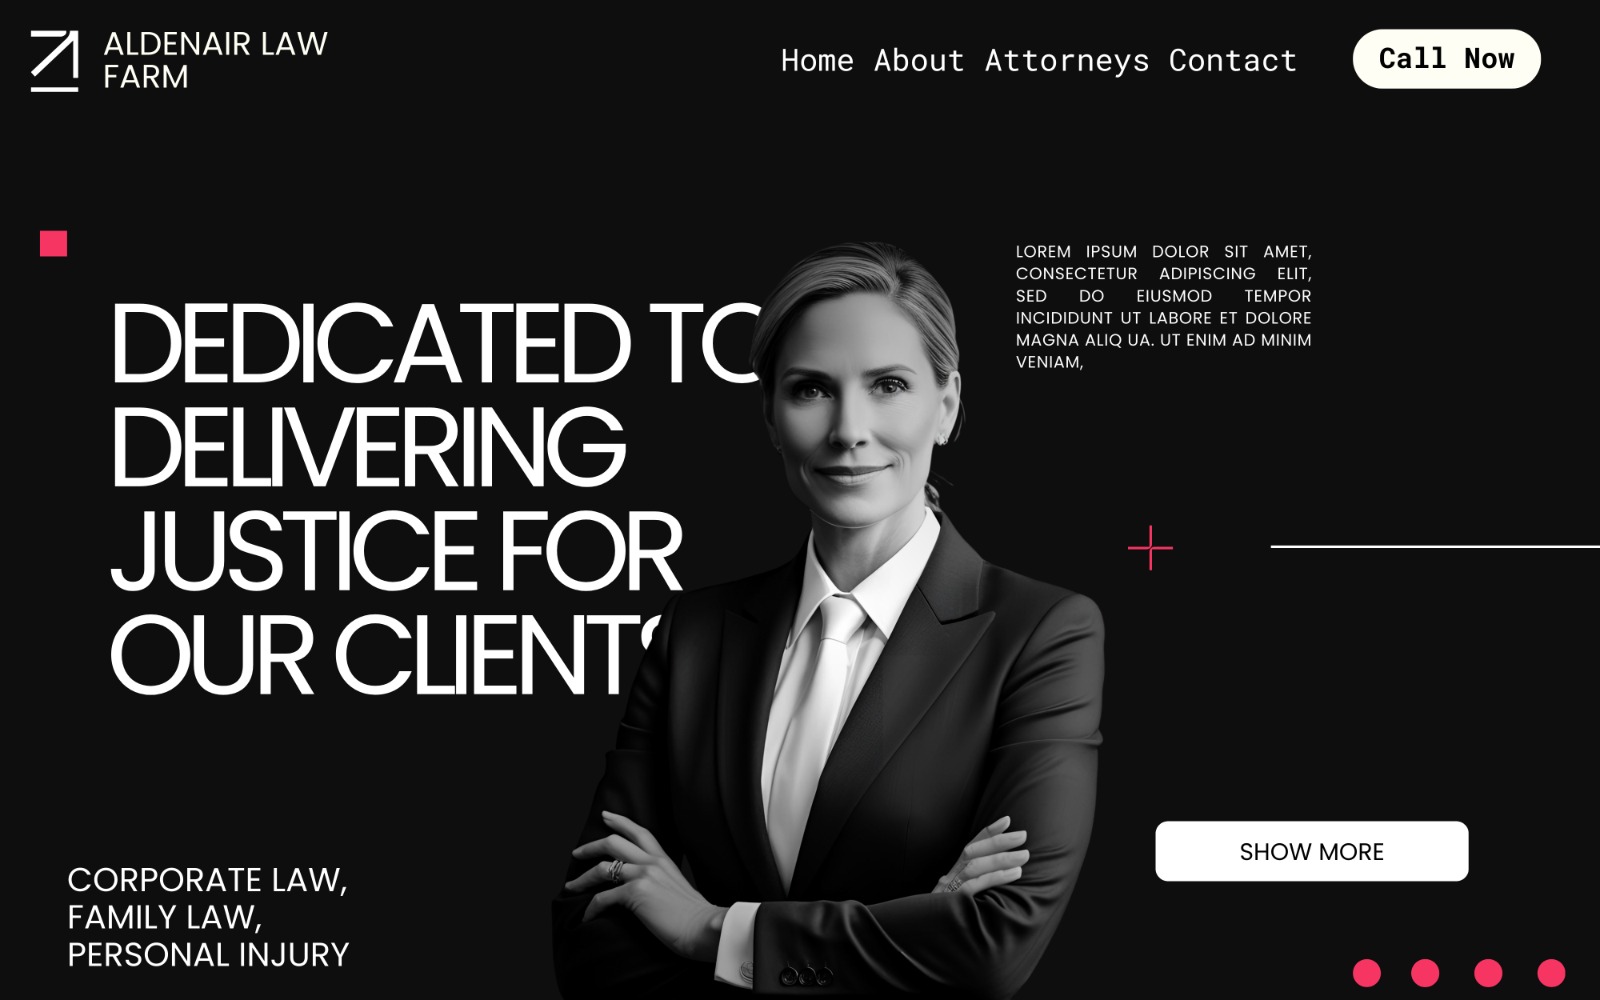 ALDENAIR LAW
FARM
Home About Attorneys Contact
Call Now
DEDICATED TO
DELIVERING
JUSTICE FOR
OUR CLIENTS
LOREM IPSUM DOLOR SIT AMET,
CONSECTETUR ADIPISCING ELIT,
SED DO EIUSMOD TEMPOR
INCIDIDUNT UT LABORE ET DOLORE
MAGNA ALIQ UA. UT ENIM AD MINIM
VENIAM,
SHOW MORE
CORPORATE LAW,
FAMILY LAW,
PERSONAL INJURY